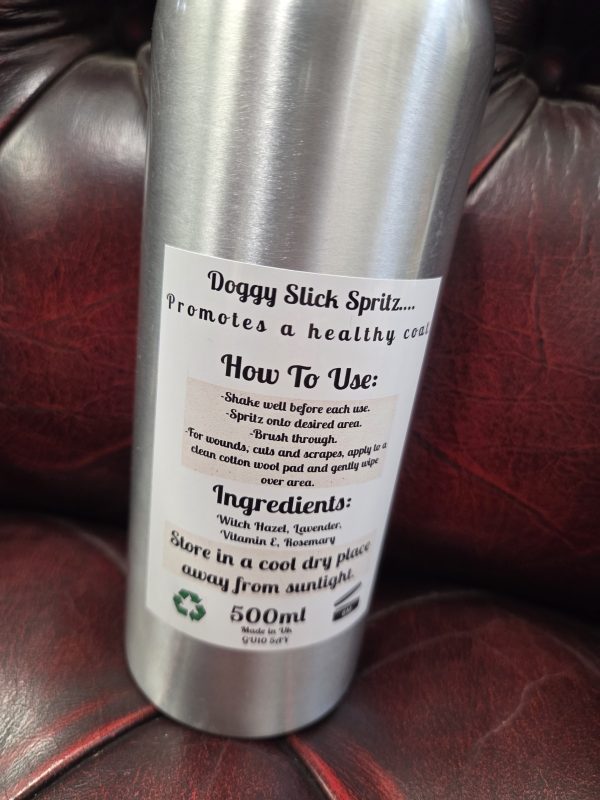 Doggy Slick Spritz....
Promotes a healthy coat
How To Use:
-Shake well before each use.
-Spritz onto desired area.
-Brush through.
-For wounds, cuts and scrapes, apply to a
clean cotton wool pad and gently wipe
over area.
Ingredients:
Witch Hazel, Lavender,
Vitamin E, Rosemary
Store in a cool dry place
away from sunlight.
500ml
Made in Uk